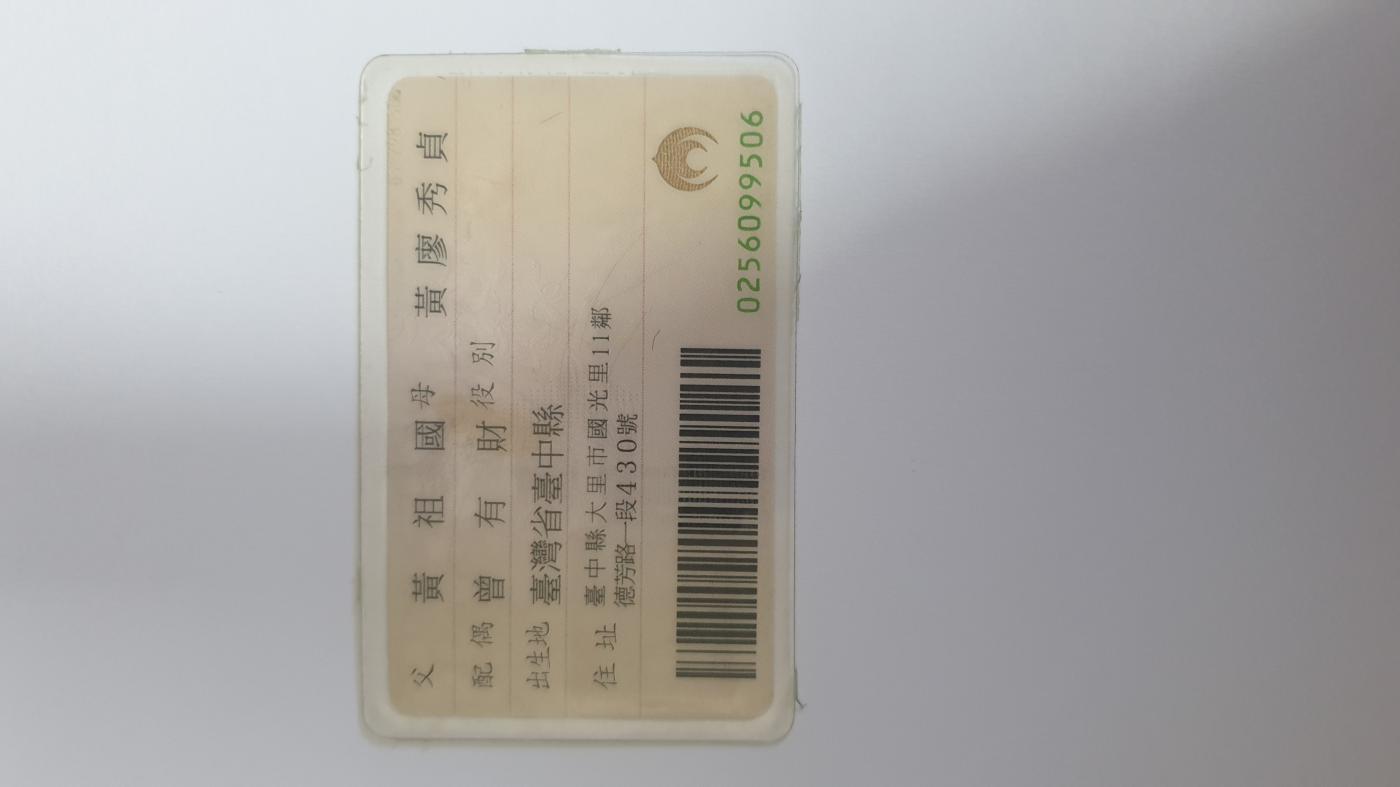 父 黃祖國 母 黃廖秀貞
配偶 曾有財 役別
出生地 臺灣省臺中縣
住址 臺中縣大里市國光里11鄰
德芳路一段430號
0256099506